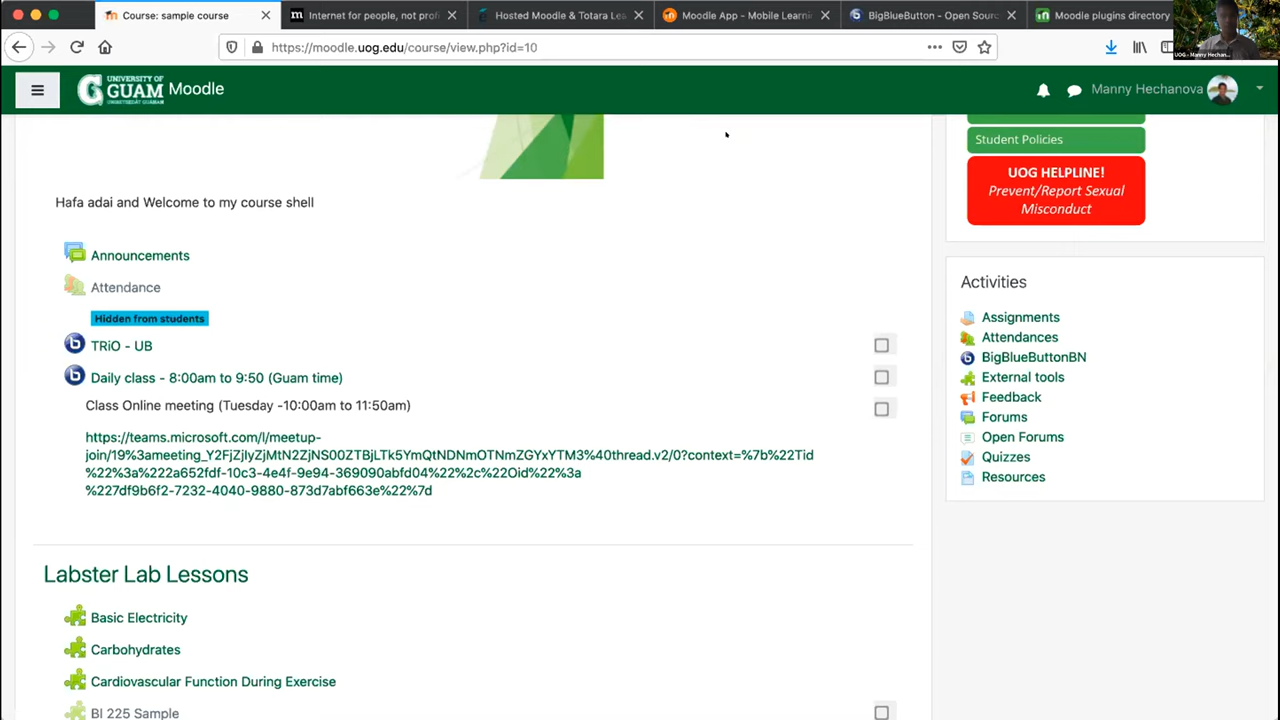 Course: sample course
Internet for people, not profi
Hosted Moodle & Totara Lea
Moodle App - Mobile Learni
BigBlueButton - Open Sour
Moodle plugins directory
https://moodle.uog.edu/course/view.php?id=10
UOG - Manny Hechan...
UNIVERSITY OF
GUAM
UNIBETSEDÅT GUÅHAN
Moodle
Manny Hechanova
Hafa adai and Welcome to my course shell
Announcements
Attendance
Hidden from students
TRiO - UB
Daily class - 8:00am to 9:50 (Guam time)
Class Online meeting (Tuesday -10:00am to 11:50am)
https://teams.microsoft.com/l/meetup-
join/19%3ameeting_Y2FjZjIyZjMtN2ZjNS00ZTBjLTk5YmQtNDNmOTNmZGYxYTM3%40thread.v2/0?context=%7b%22Tid
%22%3a%222a652fdf-10c3-4e4f-9e94-369090abfd04%22%2c%22Oid%22%3a
%227df9b6f2-7232-4040-9880-873d7abf663e%22%7d
Labster Lab Lessons
Basic Electricity
Carbohydrates
Cardiovascular Function During Exercise
BI 225 Sample
Student Policies
UOG HELPLINE!
Prevent/Report Sexual
Misconduct
Activities
Assignments
Attendances
BigBlueButtonBN
External tools
Feedback
Forums
Open Forums
Quizzes
Resources